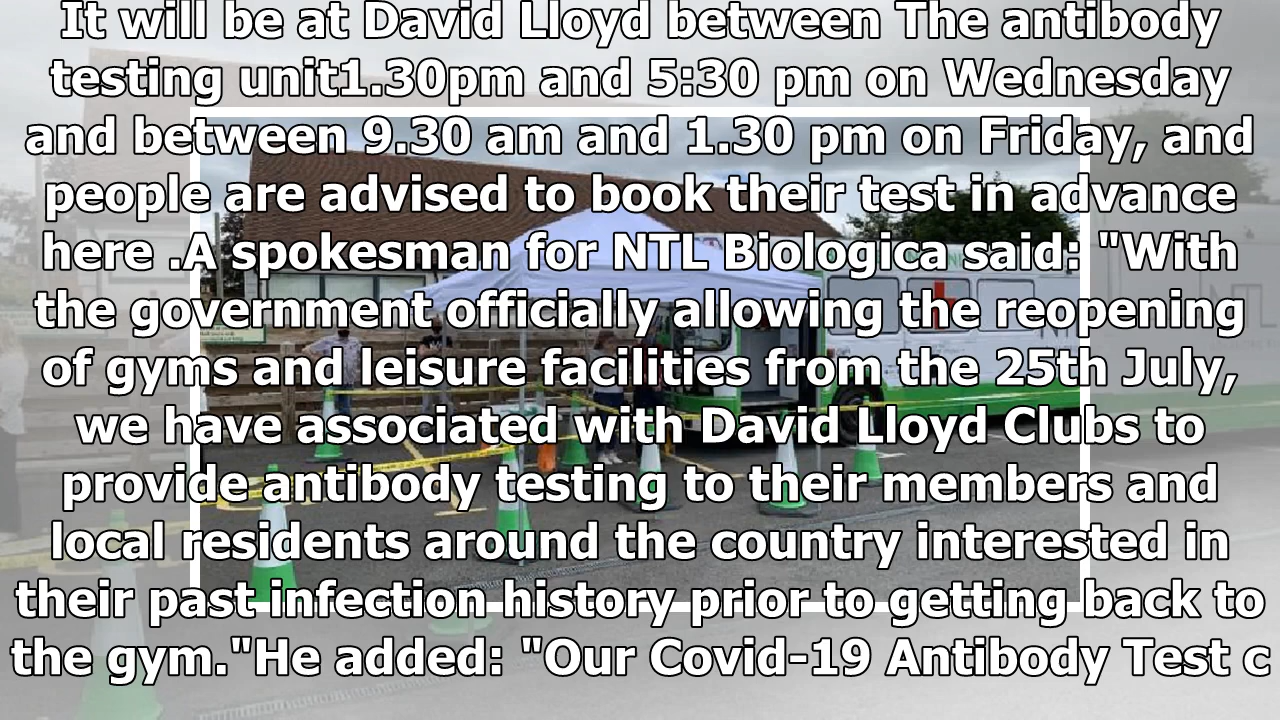 It will be at David Lloyd between The antibody
testing unit1.30pm and 5:30 pm on Wednesday
and between 9.30 am and 1.30 pm on Friday, and
people are advised to book their test in advance
here .A spokesman for NTL Biologica said: "With
the government officially allowing the reopening
of gyms and leisure facilities from the 25th July,
we have associated with David Lloyd Clubs to
provide antibody testing to their members and
local residents around the country interested in
their past infection history prior to getting back to
the gym."He added: "Our Covid-19 Antibody Test c